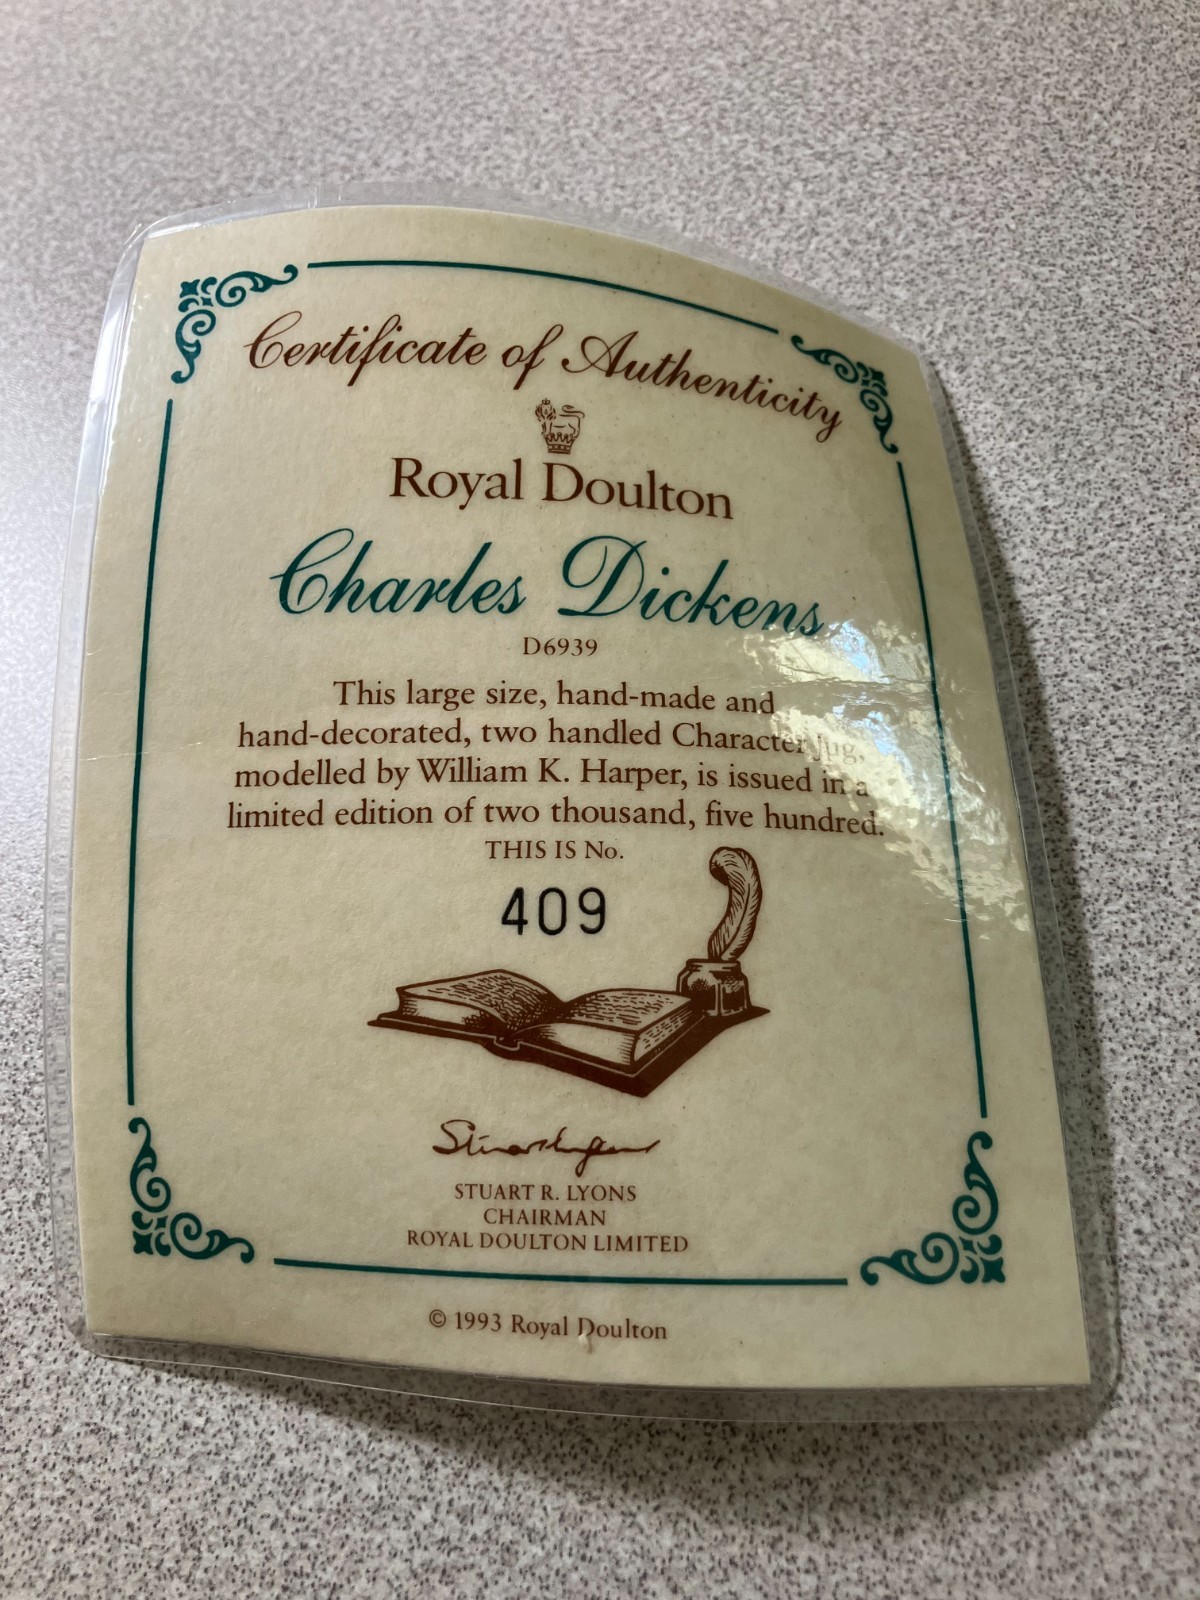 Certificate of Authenticity
Royal Doulton
Charles Dickens
D6939
This large size, hand-made and
hand-decorated, two handled Character Jug,
modelled by William K. Harper, is issued in a
limited edition of two thousand, five hundred.
THIS IS No.
409
STUART R. LYONS
CHAIRMAN
ROYAL DOULTON LIMITED
© 1993 Royal Doulton